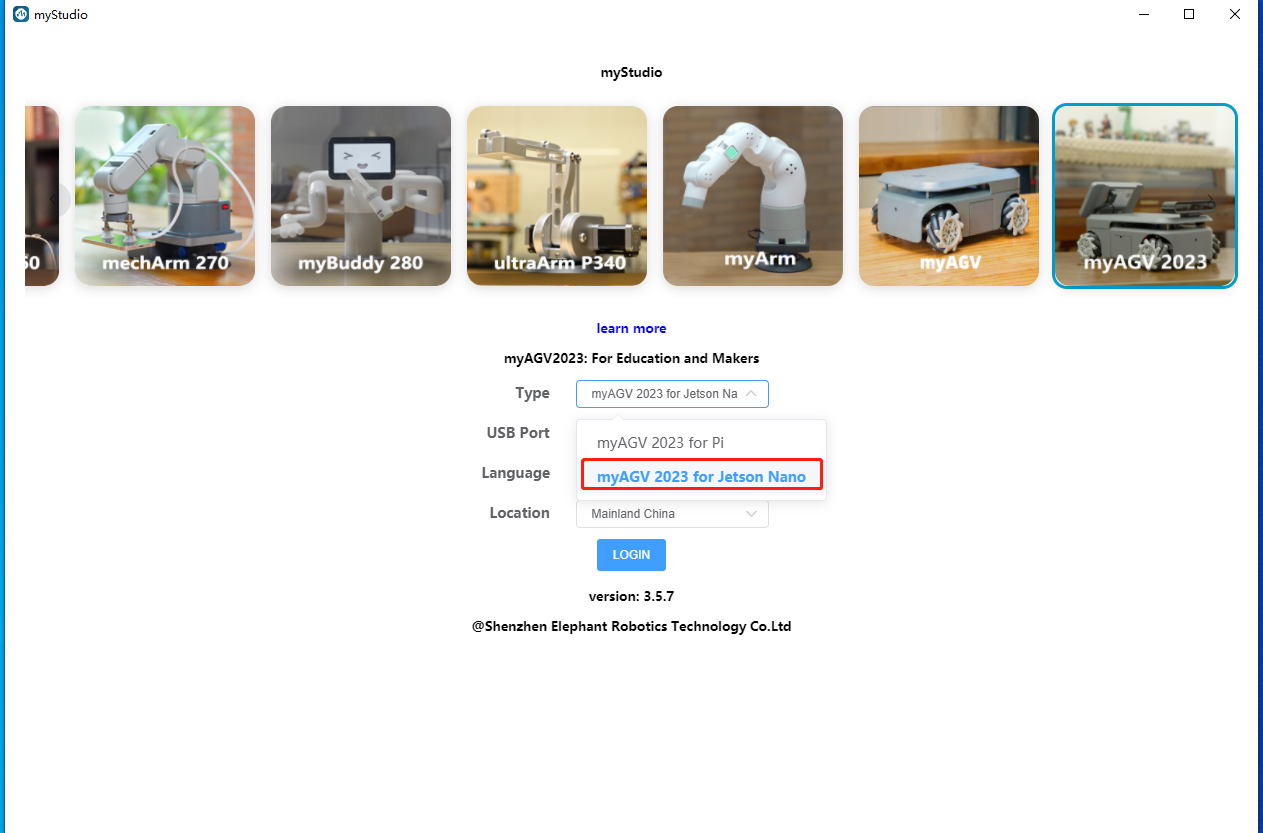 myStudio
myStudio
50
mechArm 270
myBuddy 280
ultraArm P340
myArm
myAGV
myAGV 2023
learn more
myAGV2023: For Education and Makers
Type
myAGV 2023 for Jetson Na
USB Port
myAGV 2023 for Pi
Language
myAGV 2023 for Jetson Nano
Location
Mainland China
LOGIN
version: 3.5.7
@Shenzhen Elephant Robotics Technology Co.Ltd